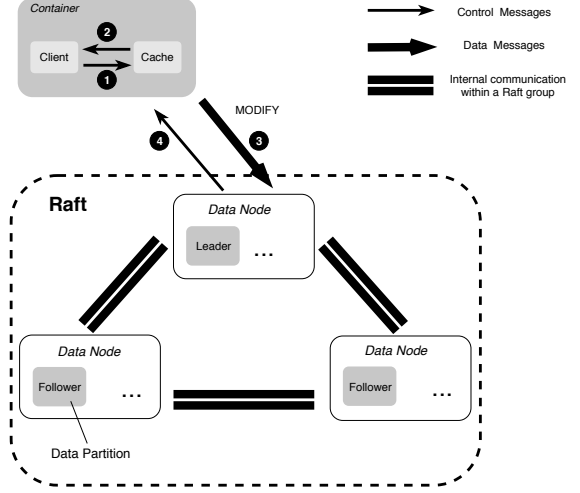 Container
Client
Cache
2
1
Control Messages
Data Messages
Internal communication
within a Raft group
MODIFY
4
3
Raft
Data Node
Leader
...
Data Node
Follower
...
Data Node
Follower
...
Data Partition